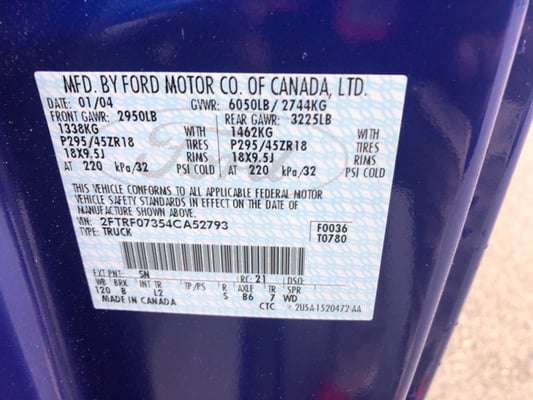 MFD. BY FORD MOTOR CO. OF CANADA, LTD.
DATE: 01/04 GVWR: 6050LB/ 2744KG
FRONT GAWR: 2950LB REAR GAWR: 3225LB
1338KG WITH 1462KG WITH
P295/45ZR18 TIRES P295/45ZR18 TIRES
18X9.5J RIMS 18X9.5J RIMS
AT 220 kPa/32 PSI COLD AT 220 kPa/32 PSI COLD
THIS VEHICLE CONFORMS TO ALL APPLICABLE FEDERAL MOTOR
VEHICLE SAFETY STANDARDS IN EFFECT ON THE DATE OF
MANUFACTURE SHOWN ABOVE.
VIN: 2FTRF07354CA52793 F0036
TYPE: TRUCK T0780
EXT PNT: SN RC: 21 DSO:
WB BRK INT TR TP/PS R AXLE TR SPR
120 B L2 S B6 7 WD
MADE IN CANADA CTC 2U5A-1520472-AA